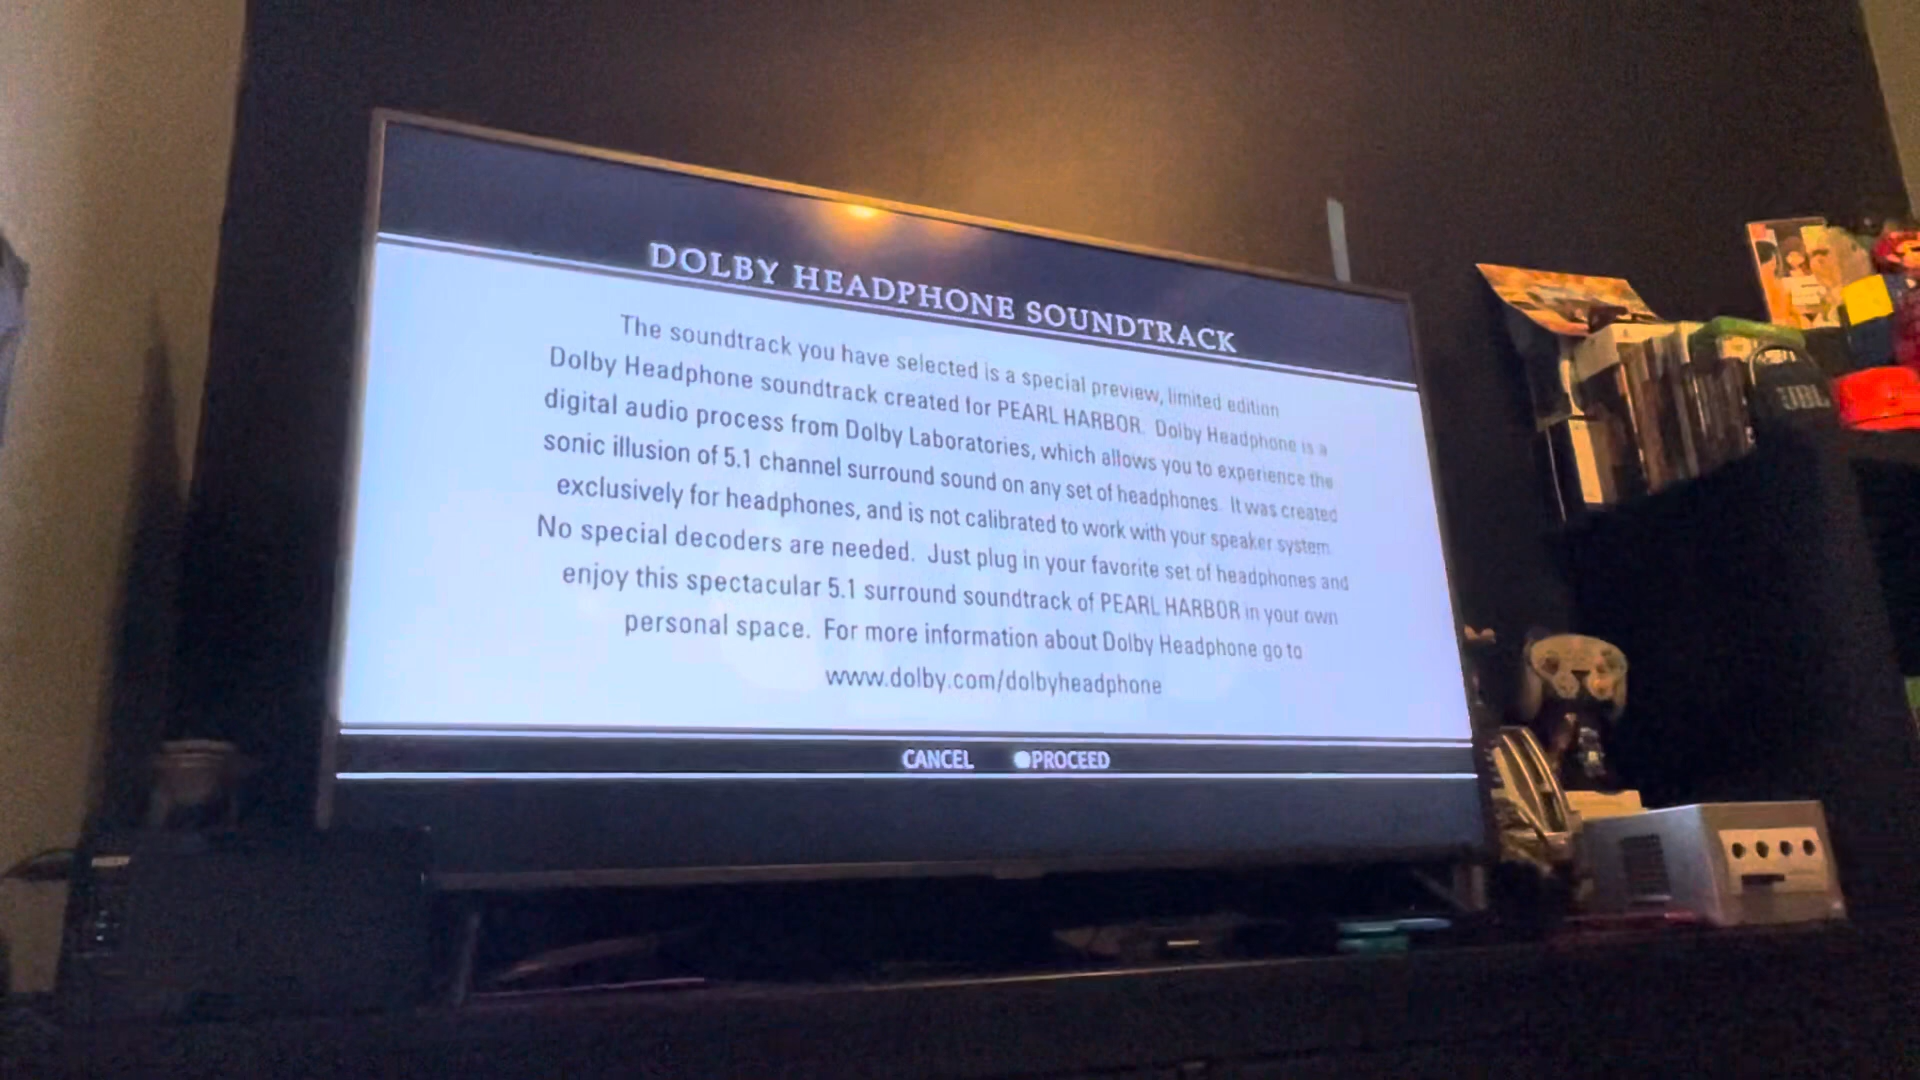 DOLBY HEADPHONE SOUNDTRACK
The soundtrack you have selected is a special preview, limited edition
Dolby Headphone soundtrack created for PEARL HARBOR. Dolby Headphone is a
digital audio process from Dolby Laboratories, which allows you to experience the
sonic illusion of 5.1 channel surround sound on any set of headphones. It was created
exclusively for headphones, and is not calibrated to work with your speaker system.
No special decoders are needed. Just plug in your favorite set of headphones and
enjoy this spectacular 5.1 surround soundtrack of PEARL HARBOR in your own
personal space. For more information about Dolby Headphone go to
www.dolby.com/dolbyheadphone
CANCEL PROCEED
JBL